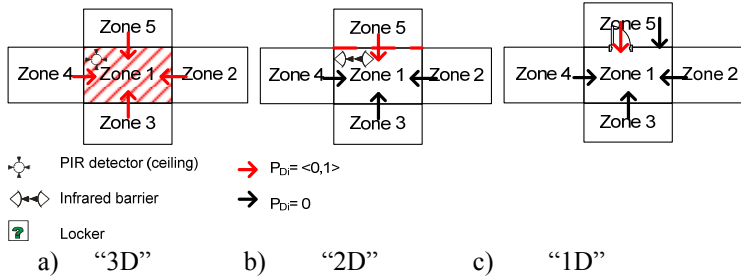 Zone 5
Zone 4 Zone 1 Zone 2
Zone 3
Zone 5
Zone 4 Zone 1 Zone 2
Zone 3
Zone 5
Zone 4 Zone 1 Zone 2
Zone 3
PIR detector (ceiling)
P_Di= <0,1>
Infrared barrier
P_Di= 0
? Locker
a) “3D” b) “2D” c) “1D”